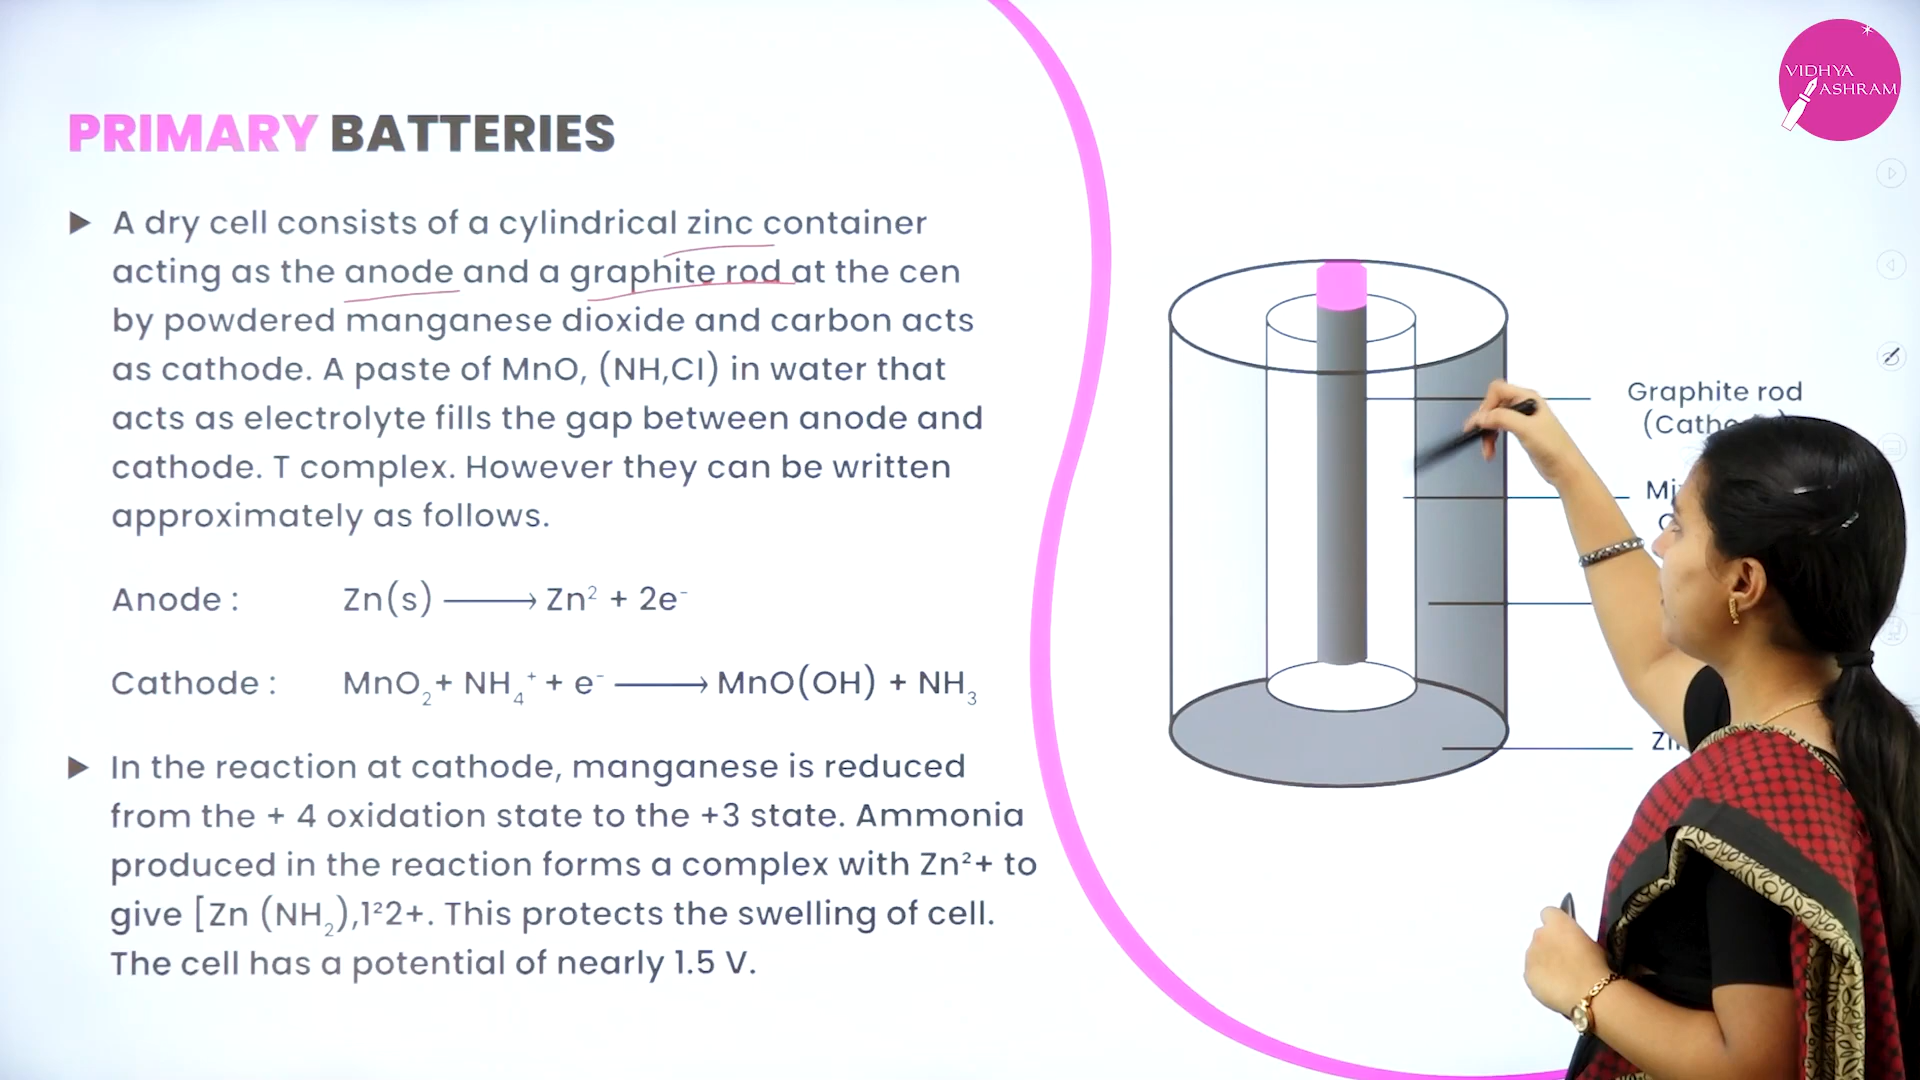 VIDHYA
ASHRAM
PRIMARY BATTERIES
A dry cell consists of a cylindrical zinc container
acting as the anode and a graphite rod at the cen
by powdered manganese dioxide and carbon acts
as cathode. A paste of MnO, (NH,Cl) in water that
acts as electrolyte fills the gap between anode and
cathode. T complex. However they can be written
approximately as follows.
Anode : Zn(s) ⟶ Zn² + 2e⁻
Cathode : MnO₂+ NH₄⁺ + e⁻ ⟶ MnO(OH) + NH₃
In the reaction at cathode, manganese is reduced
from the + 4 oxidation state to the +3 state. Ammonia
produced in the reaction forms a complex with Zn²+ to
give [Zn (NH₂),1²2+. This protects the swelling of cell.
The cell has a potential of nearly 1.5 V.
Graphite rod